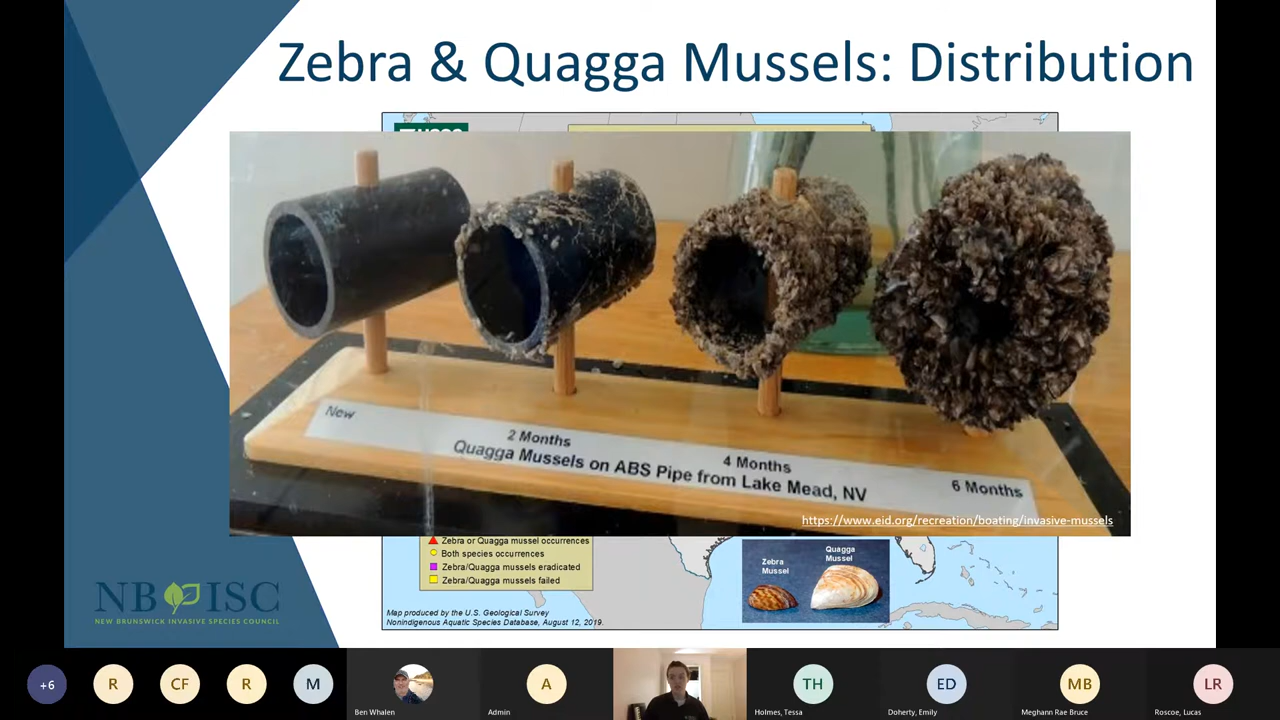 Zebra & Quagga Mussels: Distribution
New
2 Months
4 Months
6 Months
Quagga Mussels on ABS Pipe from Lake Mead, NV
https://www.eid.org/recreation/boating/invasive-mussels
Zebra or Quagga mussel occurrences
Both species occurrences
Zebra/Quagga mussels eradicated
Zebra/Quagga mussels failed
Zebra
Mussel
Quagga
Mussel
Map produced by the U.S. Geological Survey
Nonindigenous Aquatic Species Database, August 12, 2019.
NB ISC
NEW BRUNSWICK INVASIVE SPECIES COUNCIL
+6
R
CF
R
M
Ben Whalen
A
Admin
TH
Holmes, Tessa
ED
Doherty, Emily
MB
Meghann Rae Bruce
LR
Roscoe, Lucas